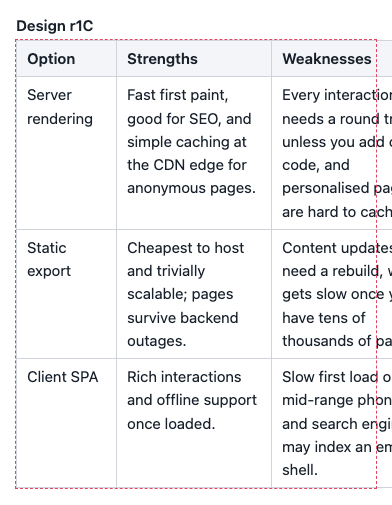 Design r1C
Option Strengths Weaknesses
Server Fast first paint, Every
rendering good for SEO, and needs a round
simple caching at unless you add
the CDN edge for code, and
anonymous pages. personalised
are hard to
Static Cheapest to host Content
export and trivially need a rebuild,
scalable; pages gets slow once
survive backend have tens of
outages. thousands of
Client SPA Rich interactions Slow first load
and offline support mid-range
once loaded. and search
may index an
shell.